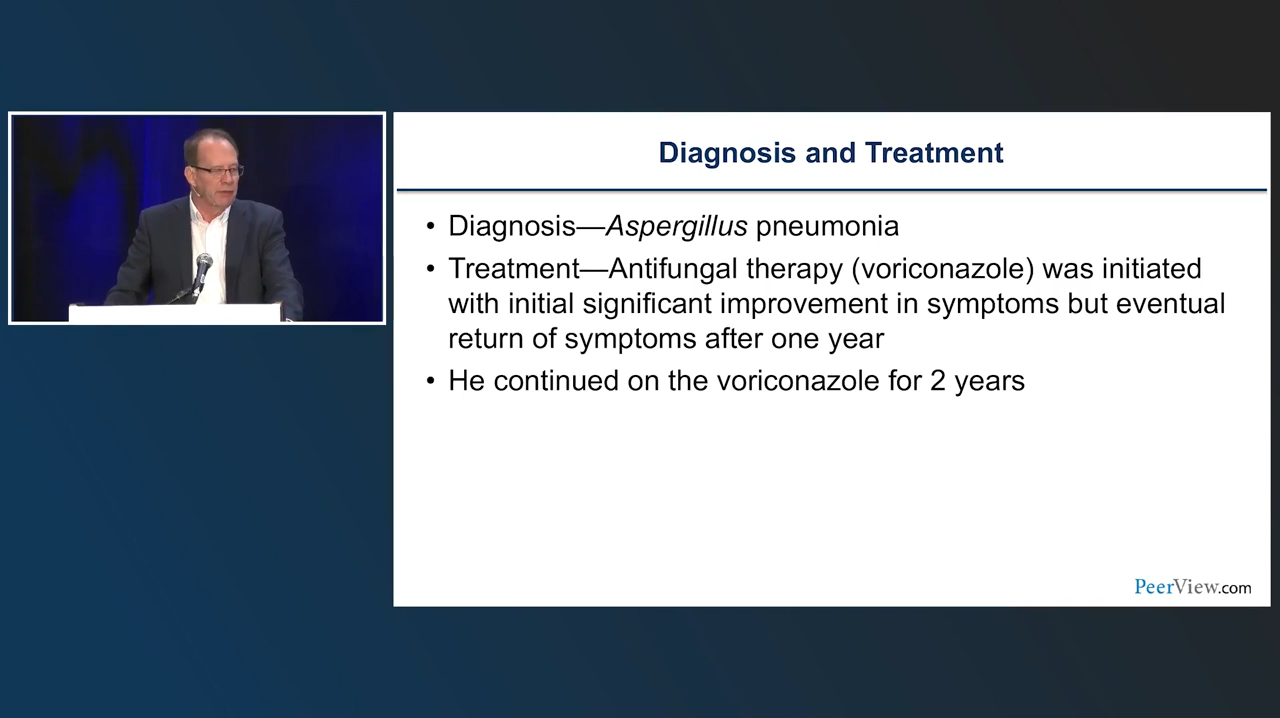 Diagnosis and Treatment
• Diagnosis—Aspergillus pneumonia
• Treatment—Antifungal therapy (voriconazole) was initiated
with initial significant improvement in symptoms but eventual
return of symptoms after one year
• He continued on the voriconazole for 2 years
PeerView.com